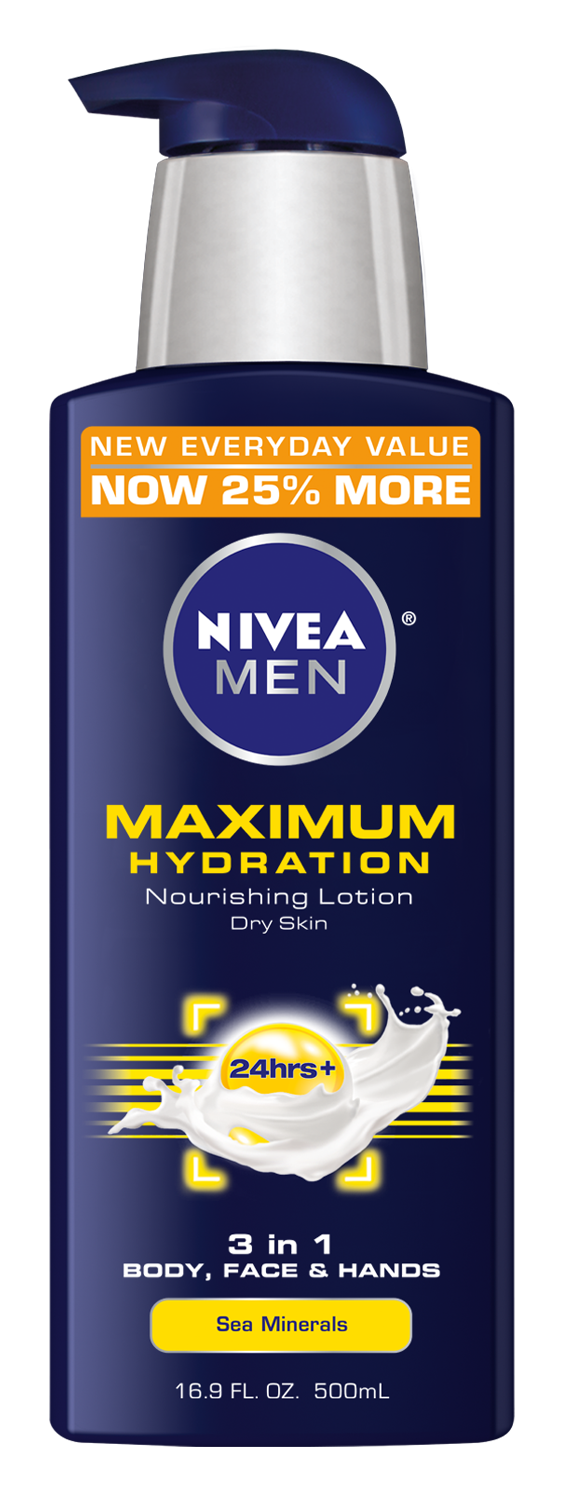 NEW EVERYDAY VALUE
NOW 25% MORE
NIVEA ®
MEN
MAXIMUM
HYDRATION
Nourishing Lotion
Dry Skin
24hrs+
3 in 1
BODY, FACE & HANDS
Sea Minerals
16.9 FL. OZ. 500mL